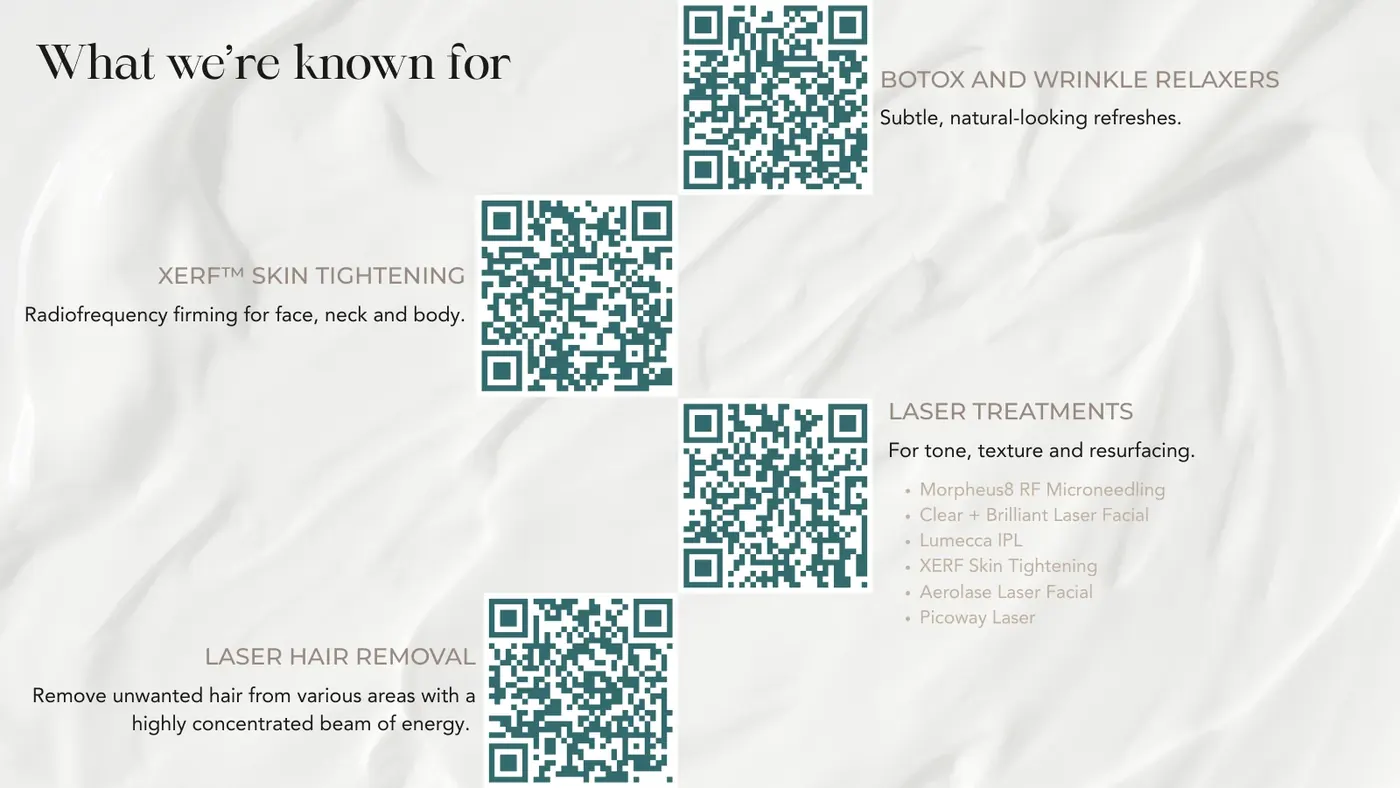 What we’re known for
BOTOX AND WRINKLE RELAXERS
Subtle, natural-looking refreshes.
XERF™ SKIN TIGHTENING
Radiofrequency firming for face, neck and body.
LASER TREATMENTS
For tone, texture and resurfacing.
• Morpheus8 RF Microneedling
• Clear + Brilliant Laser Facial
• Lumecca IPL
• XERF Skin Tightening
• Aerolase Laser Facial
• Picoway Laser
LASER HAIR REMOVAL
Remove unwanted hair from various areas with a
highly concentrated beam of energy.